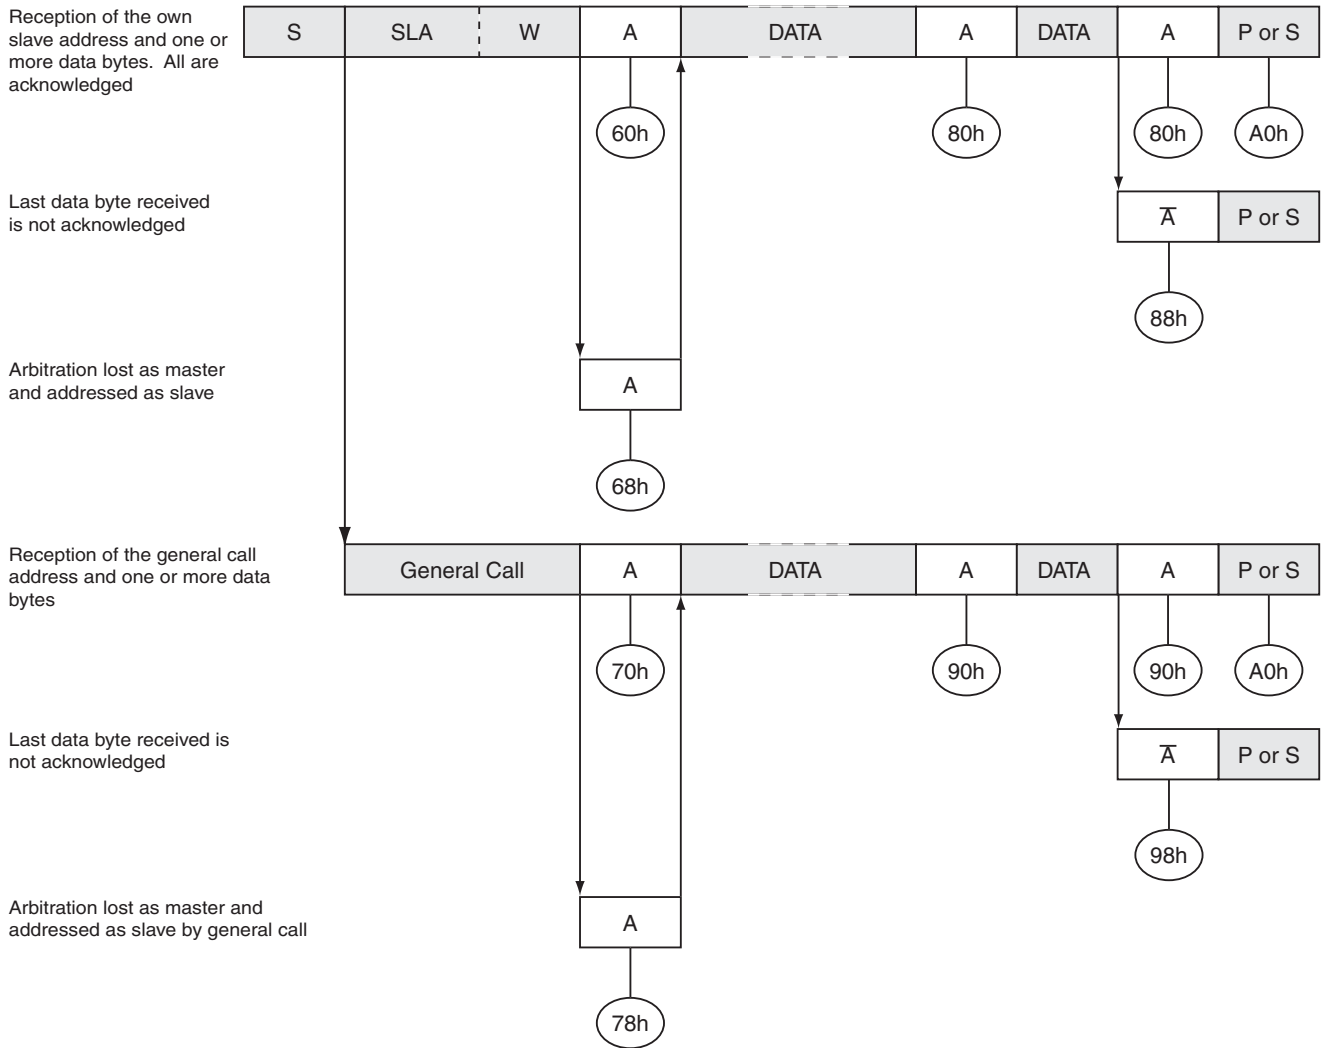 Reception of the own
slave address and one or
more data bytes. All are
acknowledged
S SLA W A DATA A DATA A P or S
60h 80h 80h A0h
Last data byte received
is not acknowledged
A̅ P or S
88h
Arbitration lost as master
and addressed as slave
A
68h
Reception of the general call
address and one or more data
bytes
General Call A DATA A DATA A P or S
70h 90h 90h A0h
Last data byte received is
not acknowledged
A̅ P or S
98h
Arbitration lost as master and
addressed as slave by general call
A
78h